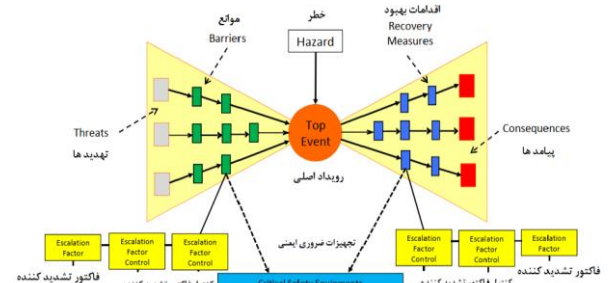 خطر
Hazard
موانع
Barriers
اقدامات بهبود
Recovery
Measures
Threats
تهدید ها
Top
Event
رویداد اصلی
Consequences
پیامد ها
تجهیزات ضروری ایمنی
Escalation
Factor
Escalation
Factor
Control
Escalation
Factor
Control
Escalation
Factor
Control
Escalation
Factor
Control
Escalation
Factor
فاکتور تشدید کننده
فاکتور تشدید کننده
Critical Safety